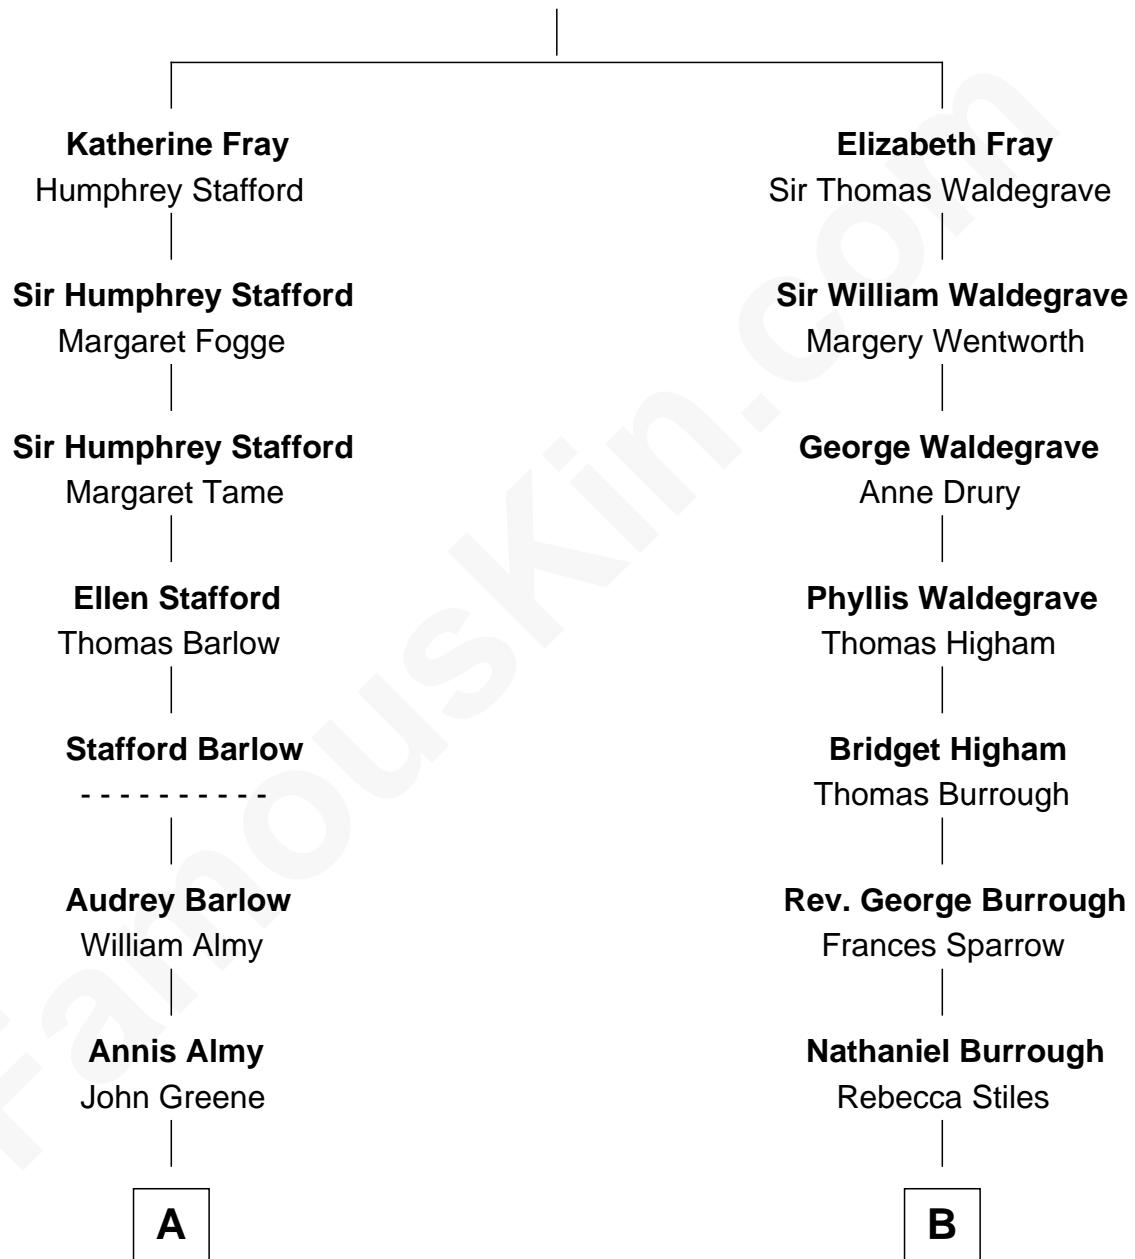 Katherine Fray
Humphrey Stafford
Sir Humphrey Stafford
Margaret Fogge
Sir Humphrey Stafford
Margaret Tame
Ellen Stafford
Thomas Barlow
Stafford Barlow
- - - - - - - - - -
Audrey Barlow
William Almy
Annis Almy
John Greene
A
Elizabeth Fray
Sir Thomas Waldegrave
Sir William Waldegrave
Margery Wentworth
George Waldegrave
Anne Drury
Phyllis Waldegrave
Thomas Higham
Bridget Higham
Thomas Burrough
Rev. George Burrough
Frances Sparrow
Nathaniel Burrough
Rebecca Stiles
B
FamousKin.com